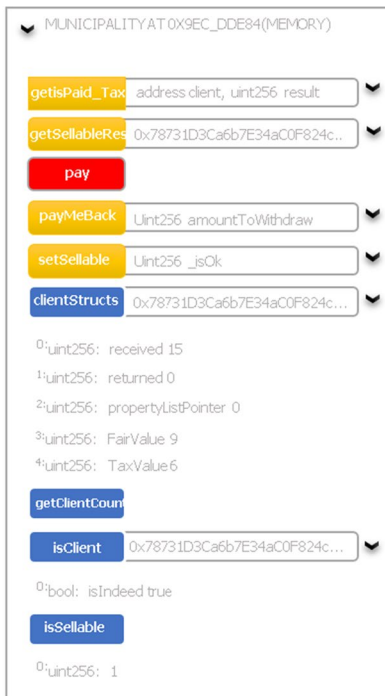 MUNICIPALITY AT 0X9EC_DDE84(MEMORY)
getisPaid_Tax address client, uint256 result
getSellableRes 0x78731D3Ca6b7E34aC0F824c..
pay
payMeBack Uint256 amountToWithdraw
setSellable Uint256 _isOk
clientStructs 0x78731D3Ca6b7E34aC0F824c...
0:uint256: received 15
1:uint256: returned 0
2:uint256: propertyListPointer 0
3:uint256: FairValue 9
4:uint256: TaxValue 6
getClientCount
isClient 0x78731D3Ca6b7E34aC0F824c...
0:bool: isIndeed true
isSellable
0:uint256: 1